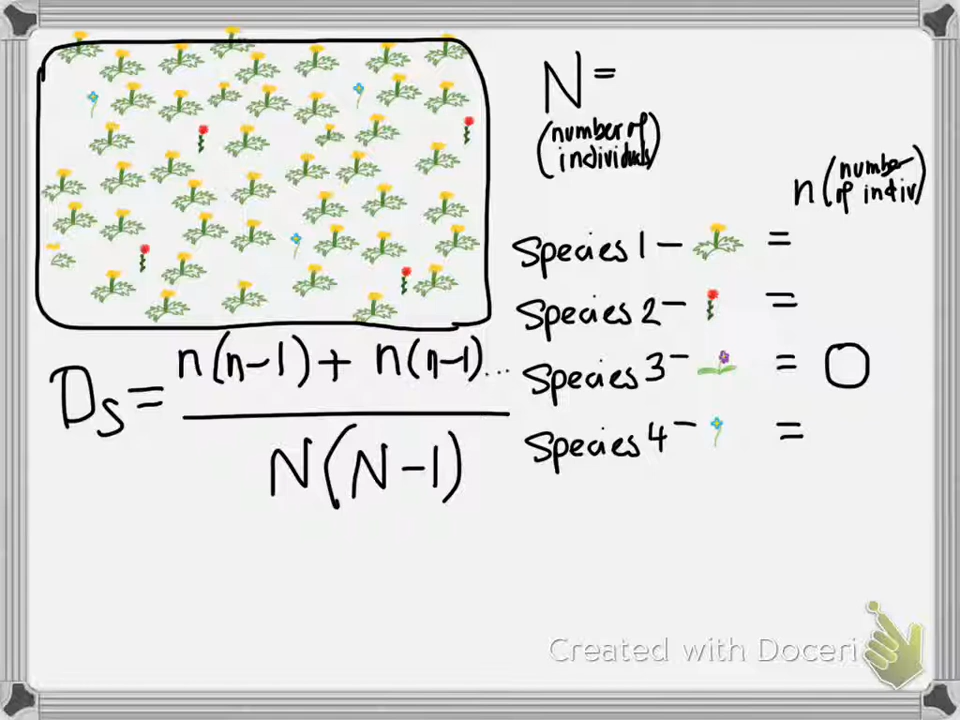 N =
(number of
individuals)
n (number
of indiv)
Species 1 - =
Species 2 - =
Species 3 - = 0
Species 4 - =
n(n-1) + n(n-1)...
Ds =
N(N-1)
Created with Doceri